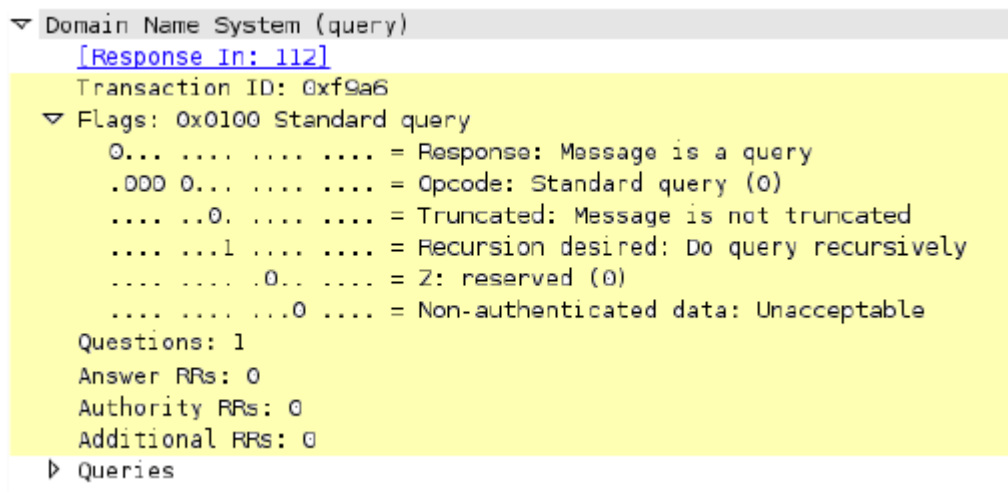 Domain Name System (query)
[Response In: 112]
Transaction ID: 0xf9a6
Flags: 0x0100 Standard query
0... .... .... .... = Response: Message is a query
.000 0... .... .... = Opcode: Standard query (0)
.... ..0. .... .... = Truncated: Message is not truncated
.... ...1 .... .... = Recursion desired: Do query recursively
.... .... .0.. .... = Z: reserved (0)
.... .... ...0 .... = Non-authenticated data: Unacceptable
Questions: 1
Answer RRs: 0
Authority RRs: 0
Additional RRs: 0
Queries